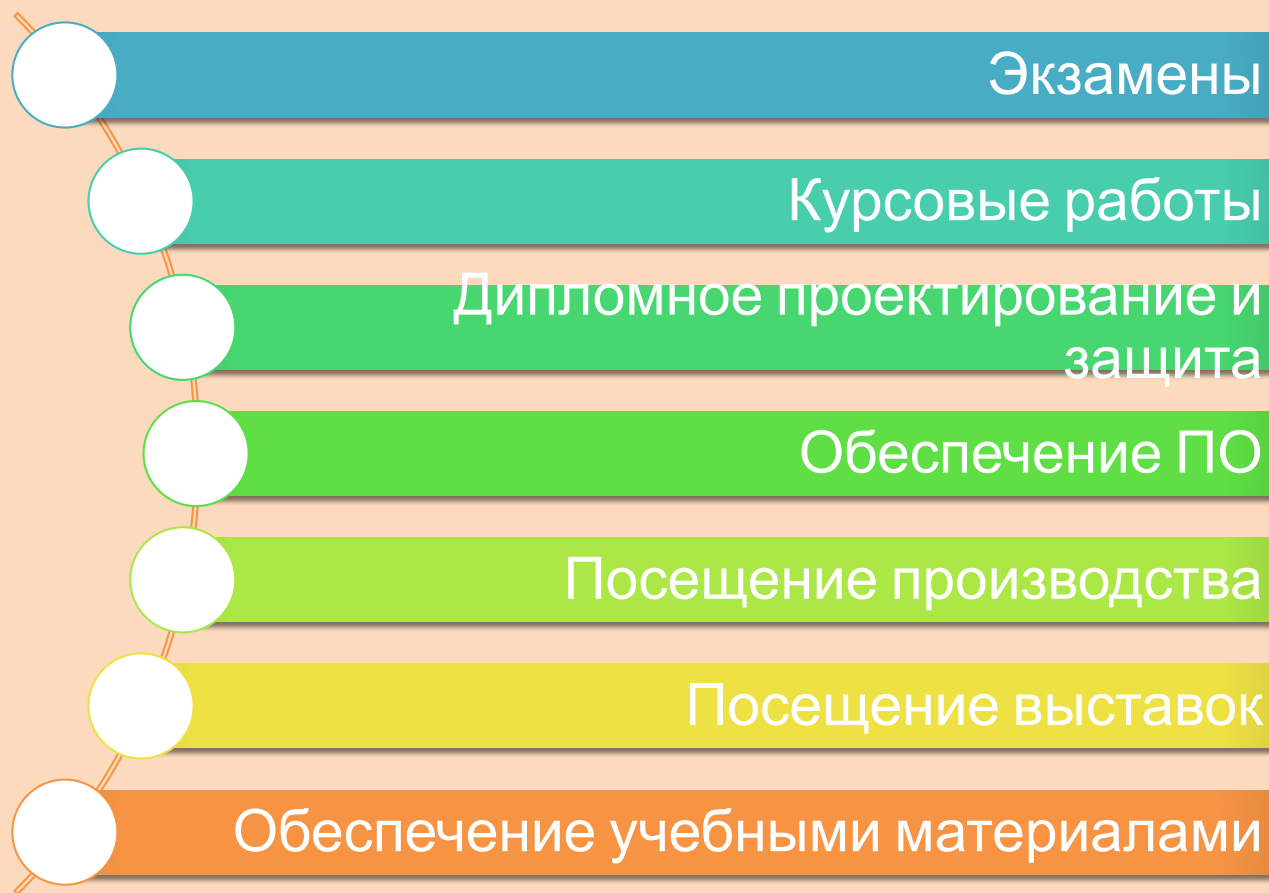 Экзамены
Курсовые работы
Дипломное проектирование и
защита
Обеспечение ПО
Посещение производства
Посещение выставок
Обеспечение учебными материалами